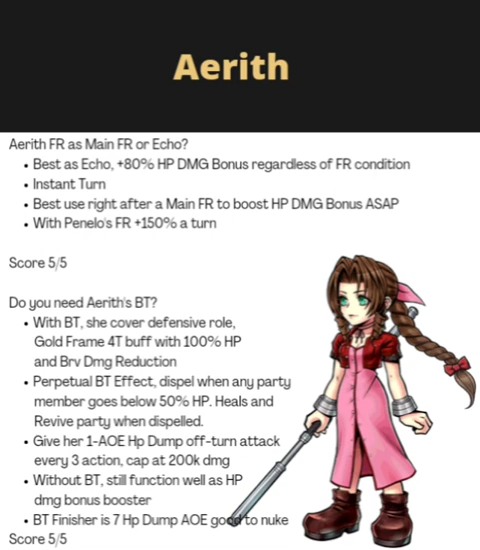 Aerith
Aerith FR as Main FR or Echo?
• Best as Echo, +80% HP DMG Bonus regardless of FR condition
• Instant Turn
• Best use right after a Main FR to boost HP DMG Bonus ASAP
• With Penelo's FR +150% a turn
Score 5/5
Do you need Aerith's BT?
• With BT, she cover defensive role,
Gold Frame 4T buff with 100% HP
and Brv Dmg Reduction
• Perpetual BT Effect, dispel when any party
member goes below 50% HP. Heals and
Revive party when dispelled.
• Give her 1-AOE Hp Dump off-turn attack
every 3 action, cap at 200k dmg
• Without BT, still function well as HP
dmg bonus booster
• BT Finisher is 7 Hp Dump AOE good to nuke
Score 5/5